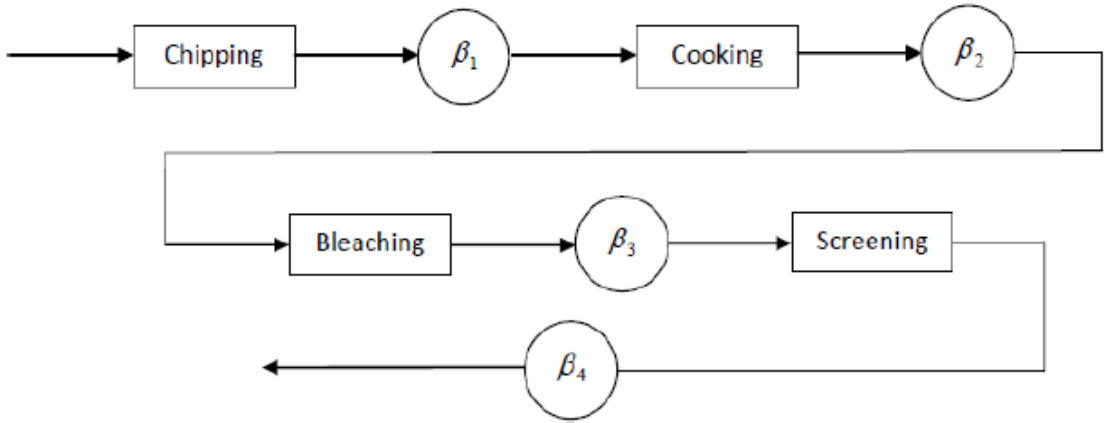 Chipping
β₁
Cooking
β₂
Bleaching
β₃
Screening
β₄